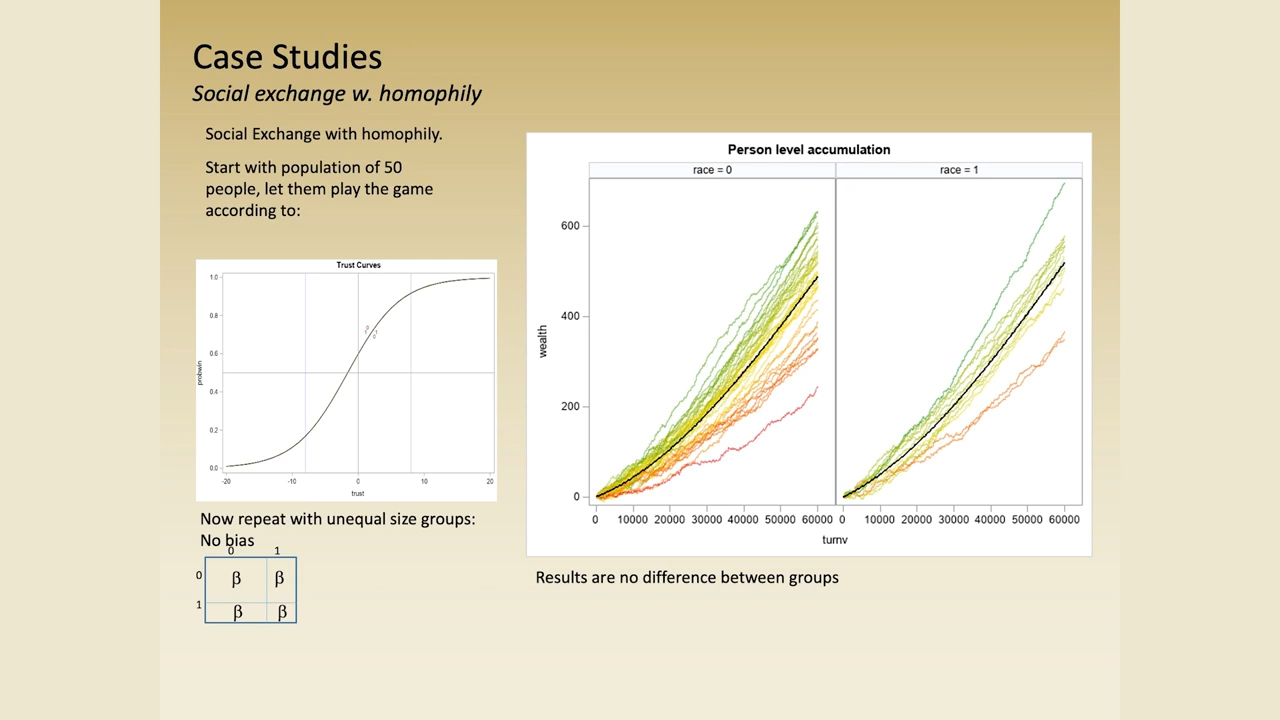 Case Studies
Social exchange w. homophily
Social Exchange with homophily.
Start with population of 50
people, let them play the game
according to:
Trust Curves
probwin
1.0
0.8
0.6
0.4
0.2
0.0
-20 -10 0 10 20
trust
Now repeat with unequal size groups:
No bias
0 1
0 β β
1 β β
Person level accumulation
race = 0 race = 1
wealth
600
400
200
0
0 10000 20000 30000 40000 50000 60000 0 10000 20000 30000 40000 50000 60000
turnv
Results are no difference between groups